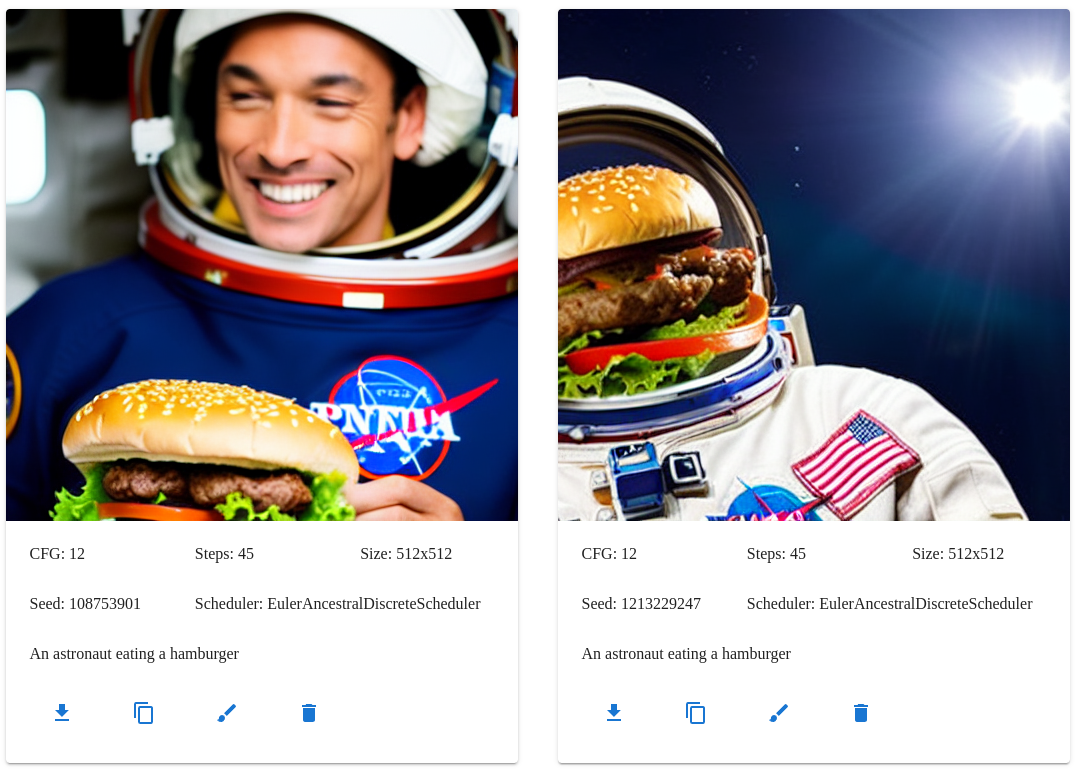 CFG: 12 Steps: 45 Size: 512x512
Seed: 108753901 Scheduler: EulerAncestralDiscreteScheduler
An astronaut eating a hamburger
CFG: 12 Steps: 45 Size: 512x512
Seed: 1213229247 Scheduler: EulerAncestralDiscreteScheduler
An astronaut eating a hamburger